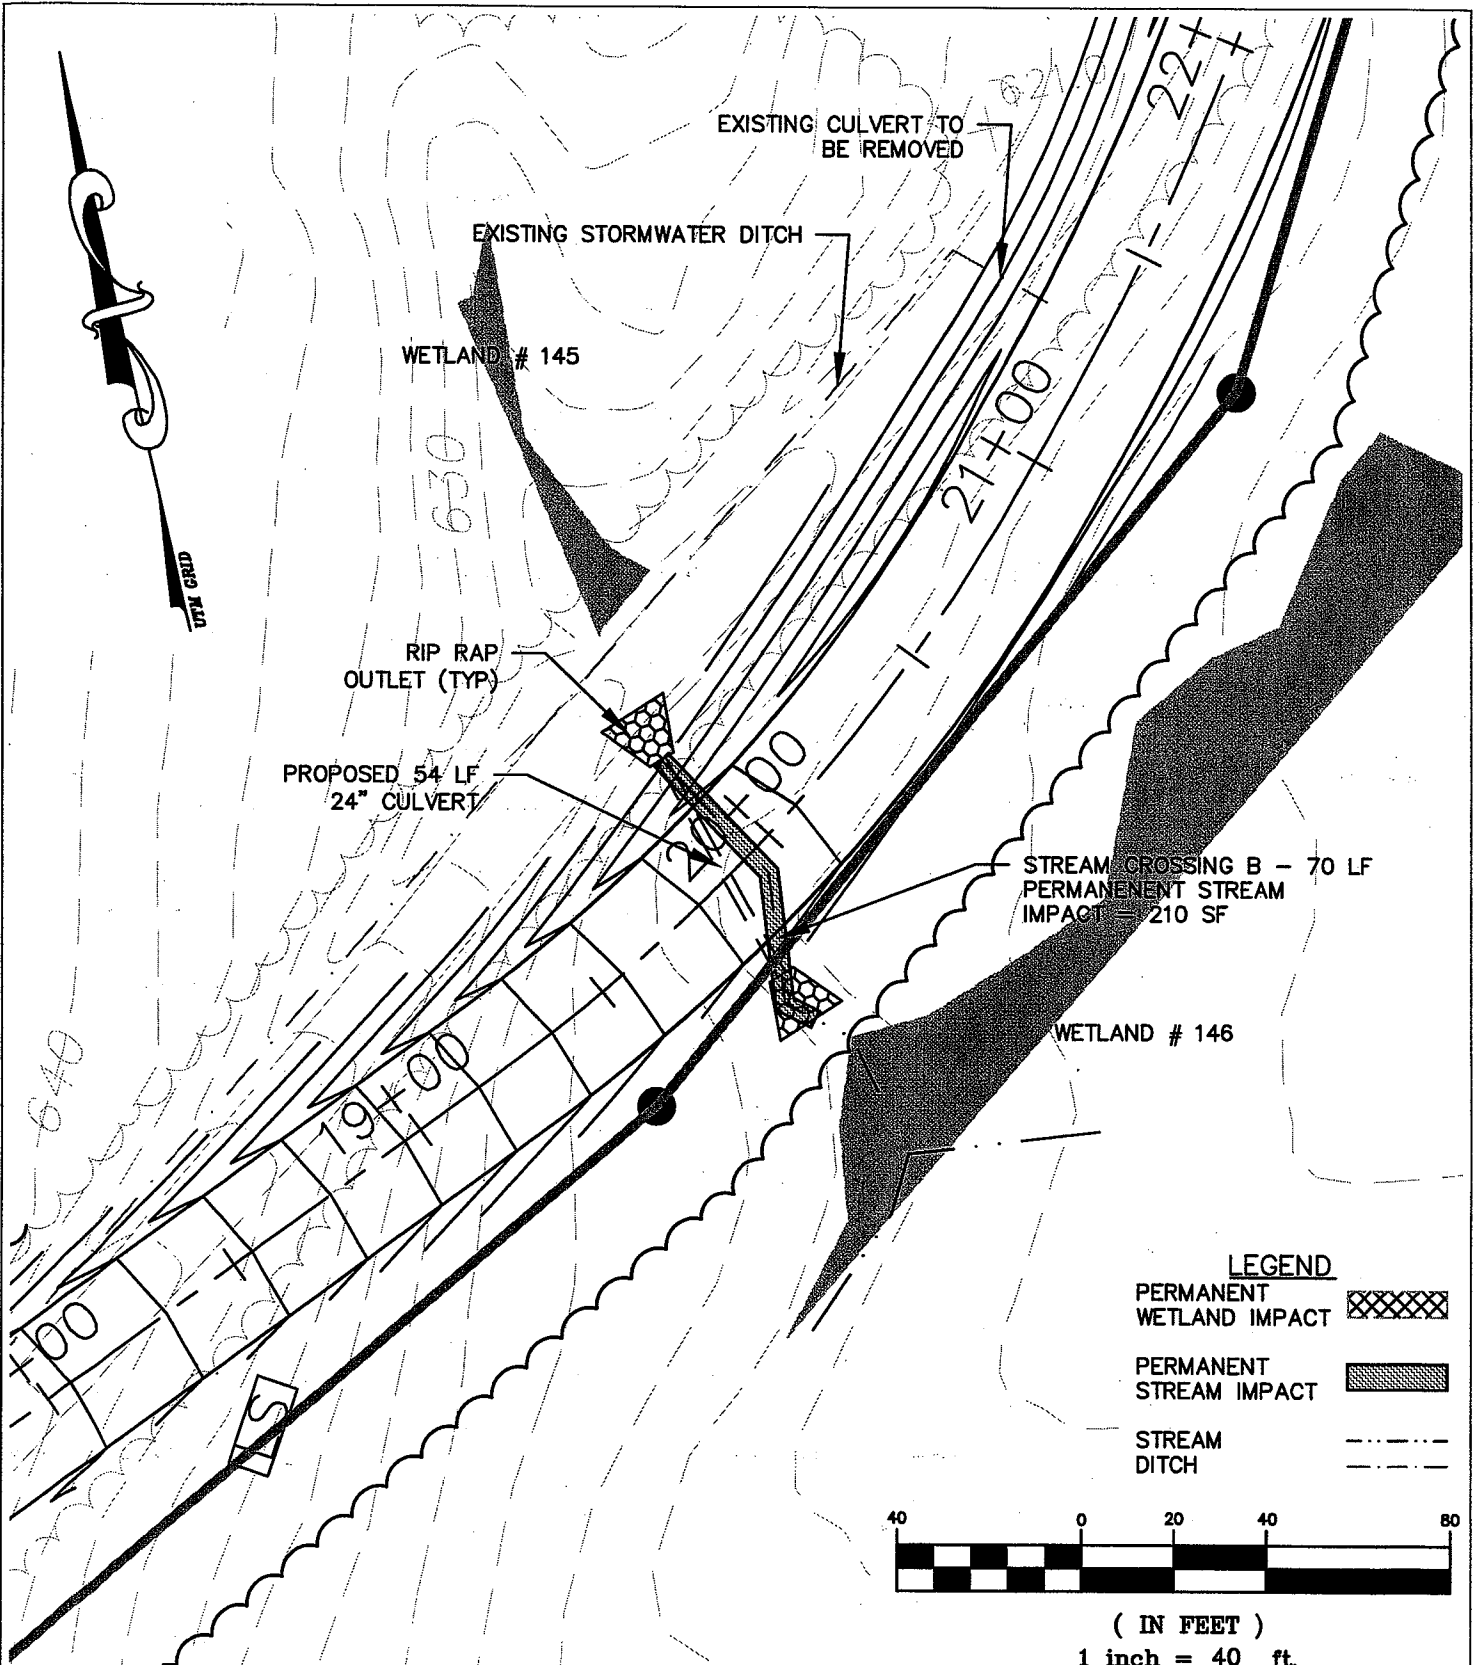 22+
621.0
EXISTING CULVERT TO
BE REMOVED
EXISTING STORMWATER DITCH
WETLAND # 145
630
21+00
UTM GRID
RIP RAP
OUTLET (TYP)
20+00
PROPOSED 54 LF
24" CULVERT
STREAM CROSSING B – 70 LF
PERMANENENT STREAM
IMPACT = 210 SF
WETLAND # 146
640
19+00
+00
LEGEND
PERMANENT
WETLAND IMPACT
PERMANENT
STREAM IMPACT
STREAM
DITCH
40 0 20 40 80
( IN FEET )
1 inch = 40 ft.